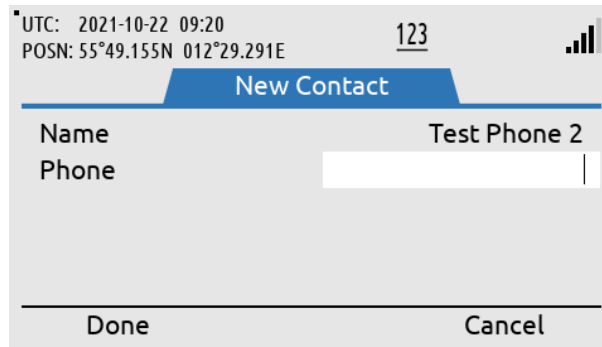 UTC: 2021-10-22 09:20
123
POSN: 55°49.155N 012°29.291E
New Contact
Name Test Phone 2
Phone
Done Cancel